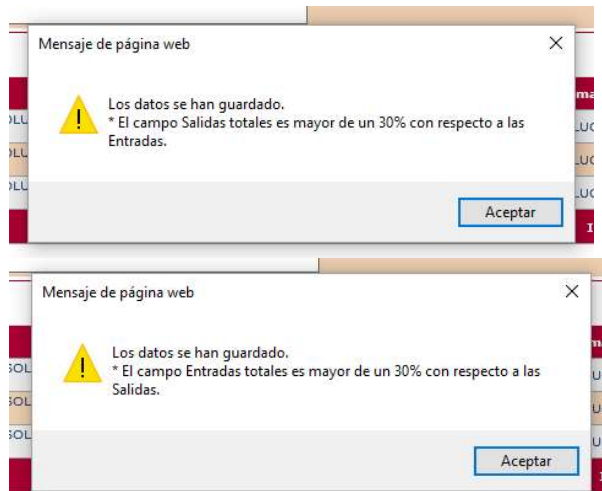 Mensaje de página web
Los datos se han guardado.
* El campo Salidas totales es mayor de un 30% con respecto a las
Entradas.
Aceptar
Mensaje de página web
Los datos se han guardado.
* El campo Entradas totales es mayor de un 30% con respecto a las
Salidas.
Aceptar